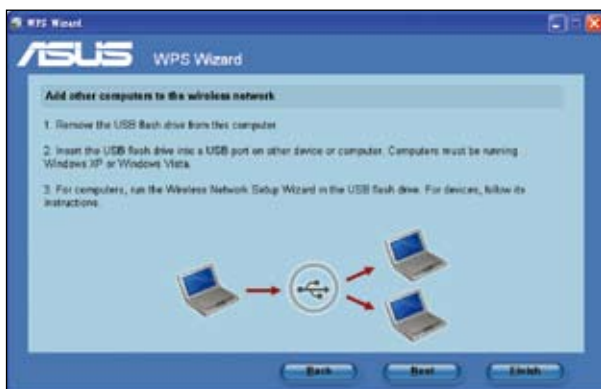 WPS Wizard
ASUS WPS Wizard
Add other computers to the wireless network
1. Remove the USB flash drive from this computer.
2. Insert the USB flash drive into a USB port on other device or computer. Computers must be running
Windows XP or Windows Vista.
3. For computers, run the Wireless Network Setup Wizard in the USB flash drive. For devices, follow its
instructions.
Back Next Finish